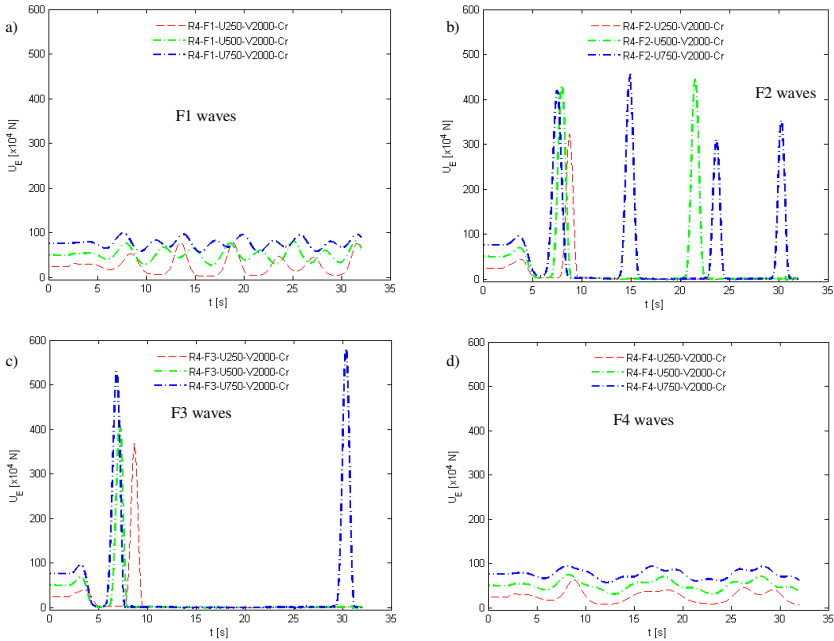 a)
600
500
400
300
200
100
0
U_E [x10^4 N]
R4-F1-U250-V2000-Cr
R4-F1-U500-V2000-Cr
R4-F1-U750-V2000-Cr
F1 waves
0 5 10 15 20 25 30 35
t [s]
b)
600
500
400
300
200
100
0
U_E [x10^4 N]
R4-F2-U250-V2000-Cr
R4-F2-U500-V2000-Cr
R4-F2-U750-V2000-Cr
F2 waves
0 5 10 15 20 25 30 35
t [s]
c)
600
500
400
300
200
100
0
U_E [x10^4 N]
R4-F3-U250-V2000-Cr
R4-F3-U500-V2000-Cr
R4-F3-U750-V2000-Cr
F3 waves
0 5 10 15 20 25 30 35
t [s]
d)
600
500
400
300
200
100
0
U_E [x10^4 N]
R4-F4-U250-V2000-Cr
R4-F4-U500-V2000-Cr
R4-F4-U750-V2000-Cr
F4 waves
0 5 10 15 20 25 30 35
t [s]